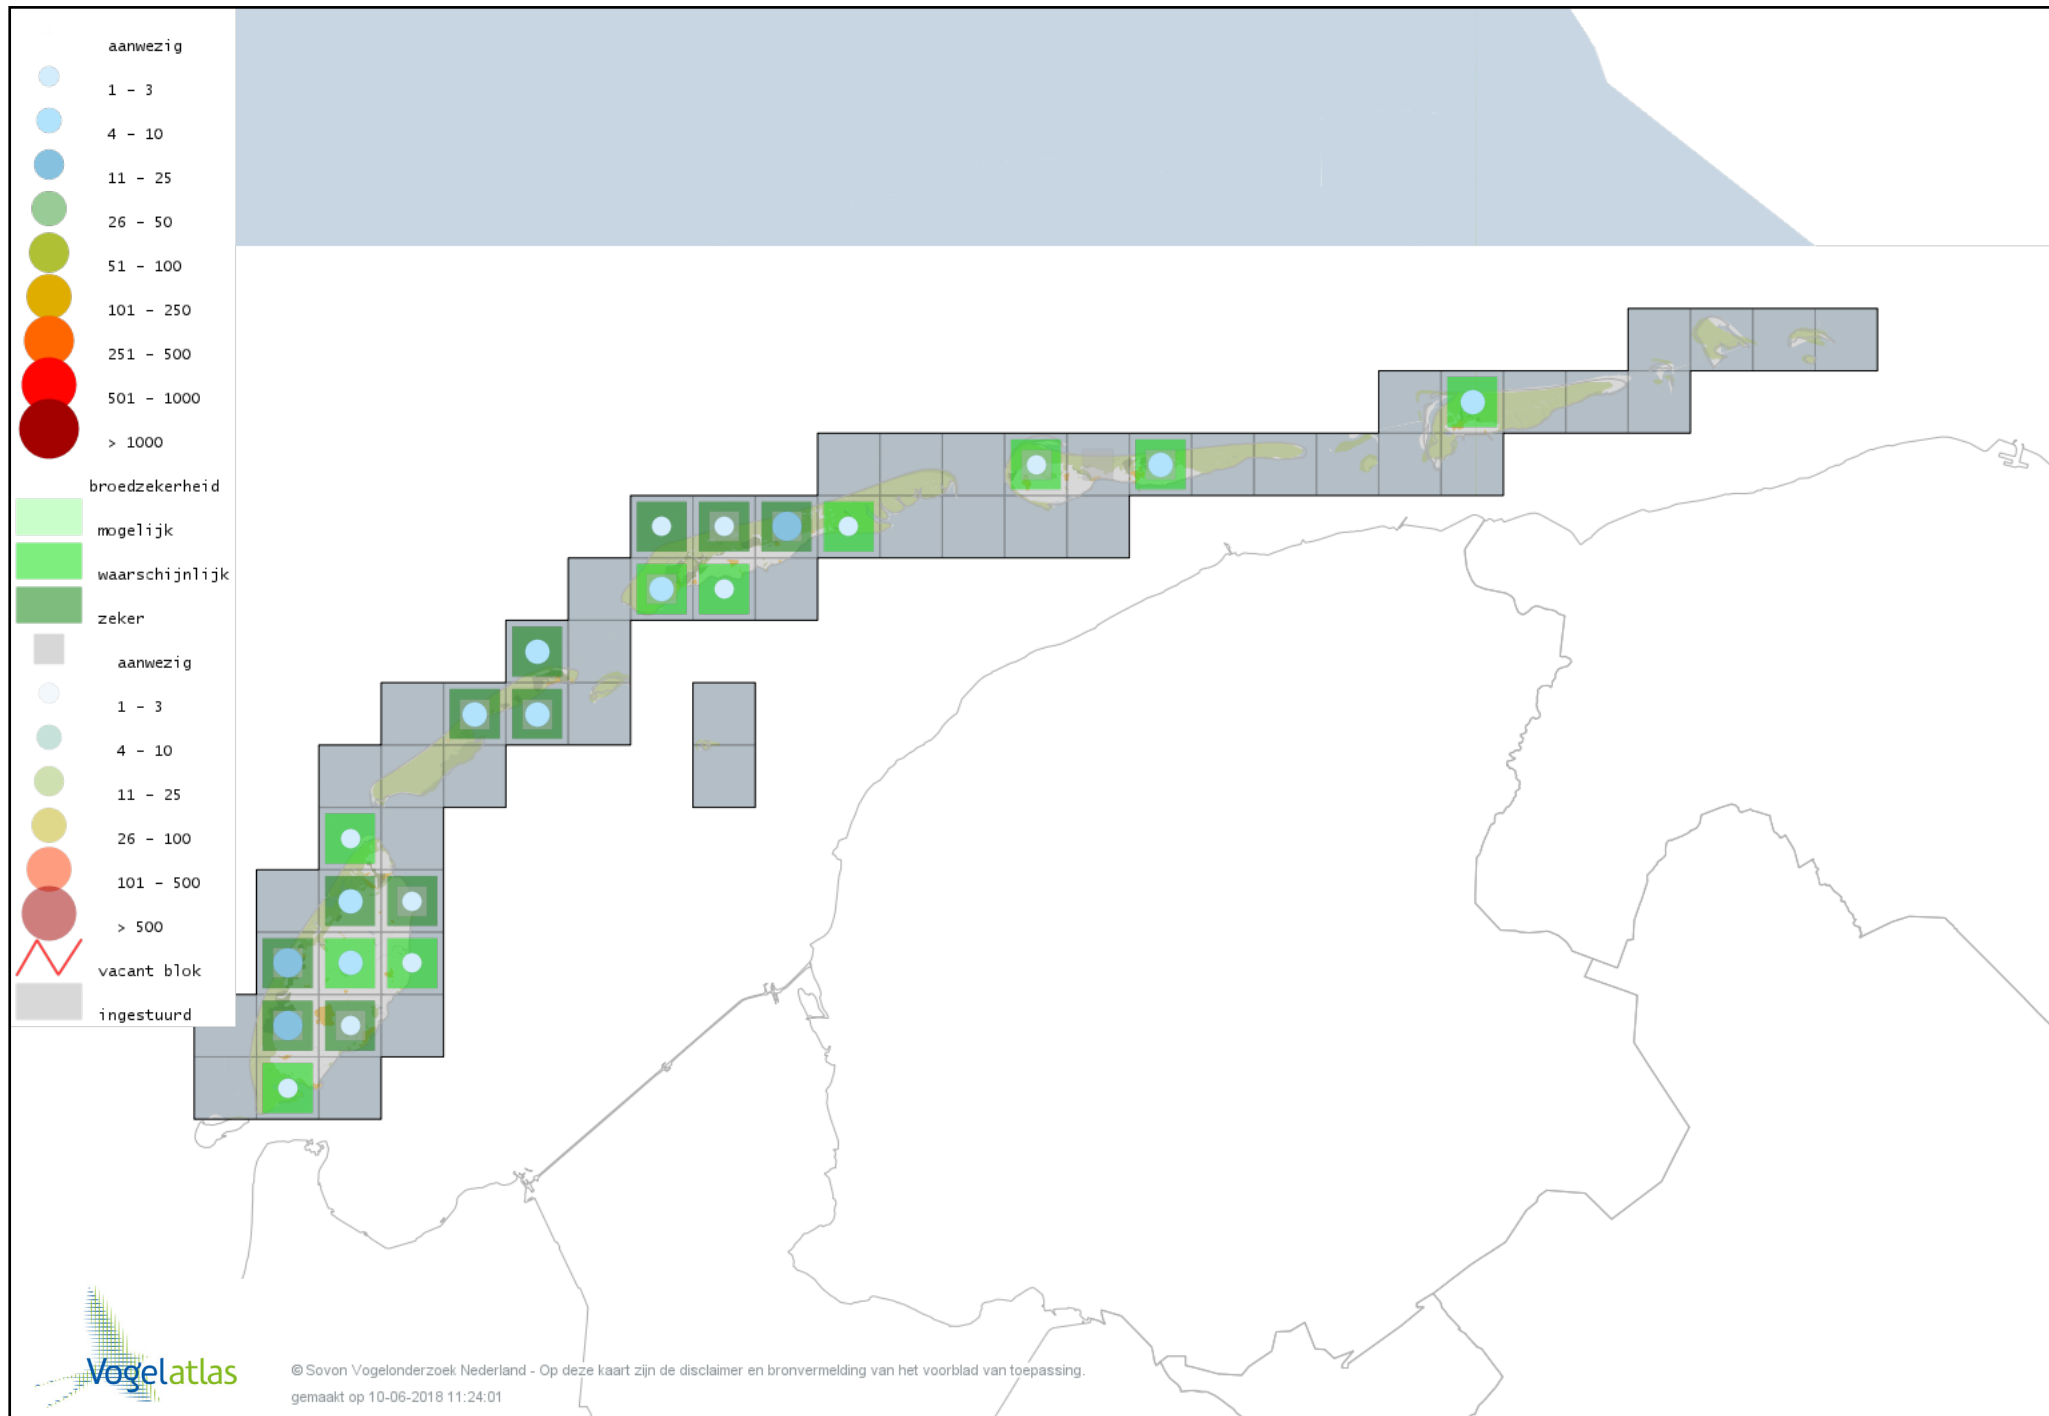 aanwezig
1 - 3
4 - 10
11 - 25
26 - 50
51 - 100
101 - 250
251 - 500
501 - 1000
> 1000
broedzekerheid
mogelijk
waarschijnlijk
zeker
aanwezig
1 - 3
4 - 10
11 - 25
26 - 100
101 - 500
> 500
vacant blok
ingestuurd
Vogelatlas
© Sovon Vogelonderzoek Nederland - Op deze kaart zijn de disclaimer en bronvermelding van het voorblad van toepassing.
gemaakt op 10-06-2018 11:24:01